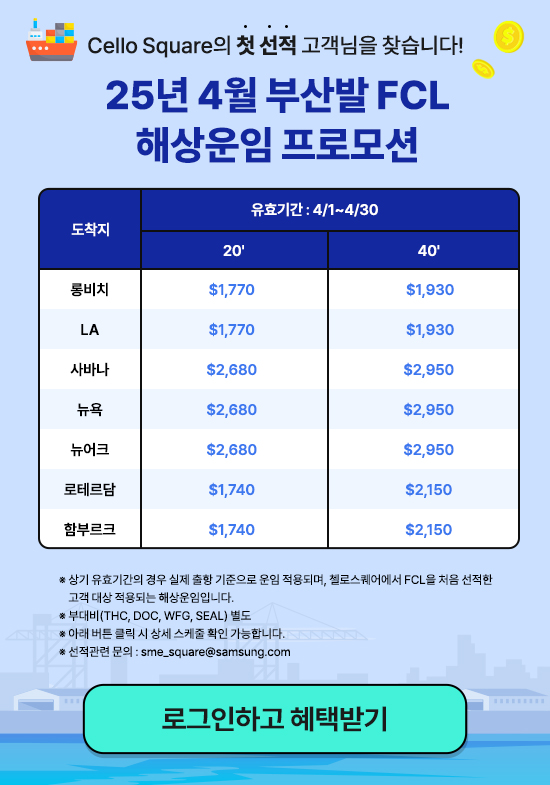 Cello Square의 첫 선적 고객님을 찾습니다!
25년 4월 부산발 FCL
해상운임 프로모션
도착지
유효기간 : 4/1~4/30
20' 40'
롱비치 $1,770 $1,930
LA $1,770 $1,930
사바나 $2,680 $2,950
뉴욕 $2,680 $2,950
뉴어크 $2,680 $2,950
로테르담 $1,740 $2,150
함부르크 $1,740 $2,150
※ 상기 유효기간의 경우 실제 출항 기준으로 운임 적용되며, 첼로스퀘어에서 FCL을 처음 선적한
고객 대상 적용되는 해상운임입니다.
※ 부대비(THC, DOC, WFG, SEAL) 별도
※ 아래 버튼 클릭 시 상세 스케줄 확인 가능합니다.
※ 선적관련 문의 : sme_square@samsung.com
로그인하고 혜택받기